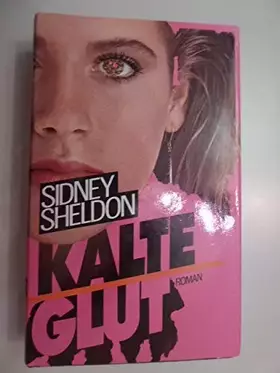 SIDNEY
SHELDON
KALTE
ROMAN
GLUT